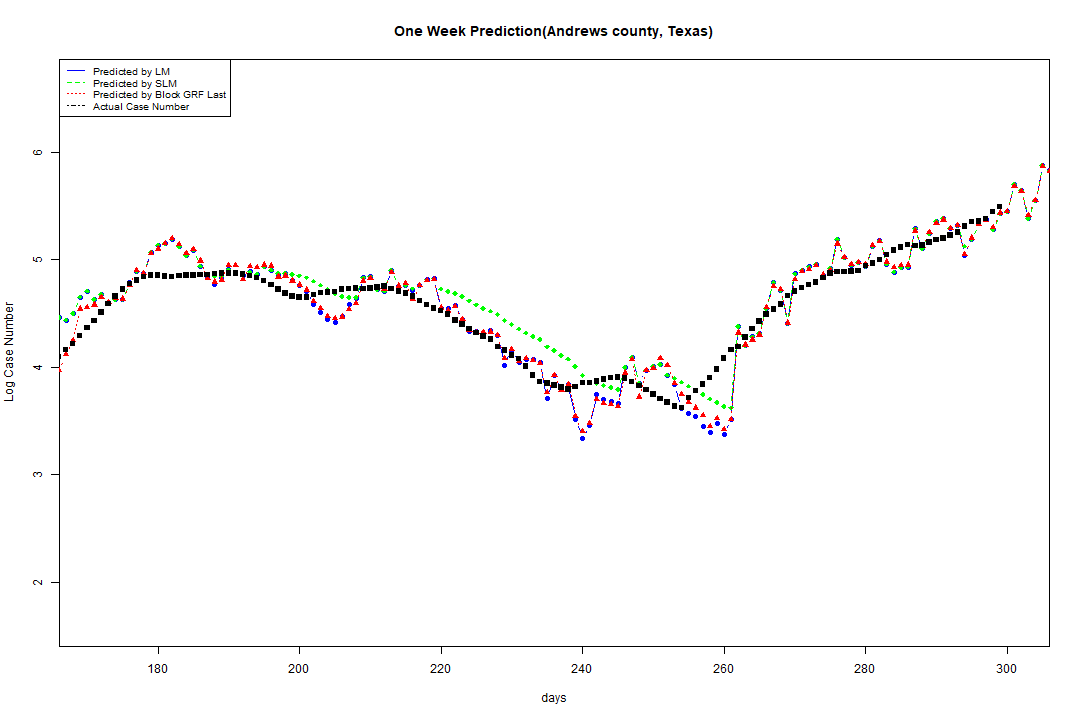 One Week Prediction(Andrews county, Texas)
Predicted by LM
Predicted by SLM
Predicted by Block GRF Last
Actual Case Number
6
5
4
3
2
Log Case Number
180 200 220 240 260 280 300
days